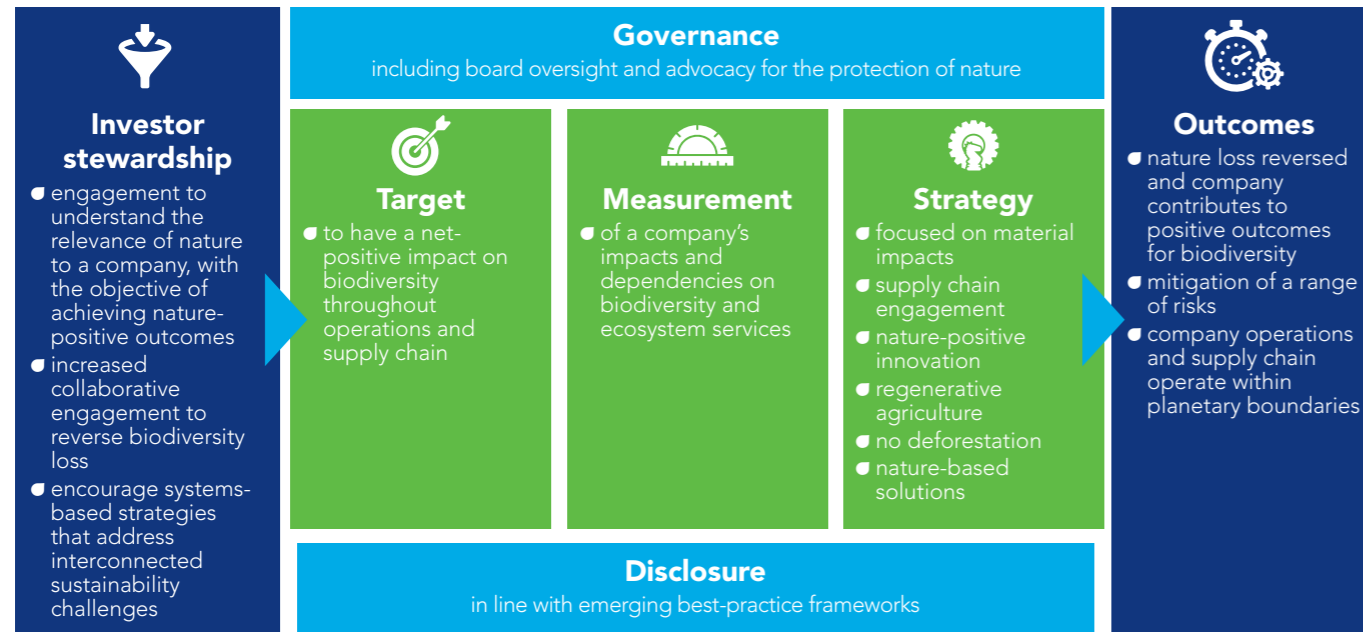 Investor
stewardship
engagement to
understand the
relevance of nature
to a company, with
the objective of
achieving nature-
positive outcomes
increased
collaborative
engagement to
reverse biodiversity
loss
encourage systems-
based strategies
that address
interconnected
sustainability
challenges
Governance
including board oversight and advocacy for the protection of nature
Target
to have a net-
positive impact on
biodiversity
throughout
operations and
supply chain
Measurement
of a company’s
impacts and
dependencies on
biodiversity and
ecosystem services
Strategy
focused on material
impacts
supply chain
engagement
nature-positive
innovation
regenerative
agriculture
no deforestation
nature-based
solutions
Disclosure
in line with emerging best-practice frameworks
Outcomes
nature loss reversed
and company
contributes to
positive outcomes
for biodiversity
mitigation of a range
of risks
company operations
and supply chain
operate within
planetary boundaries